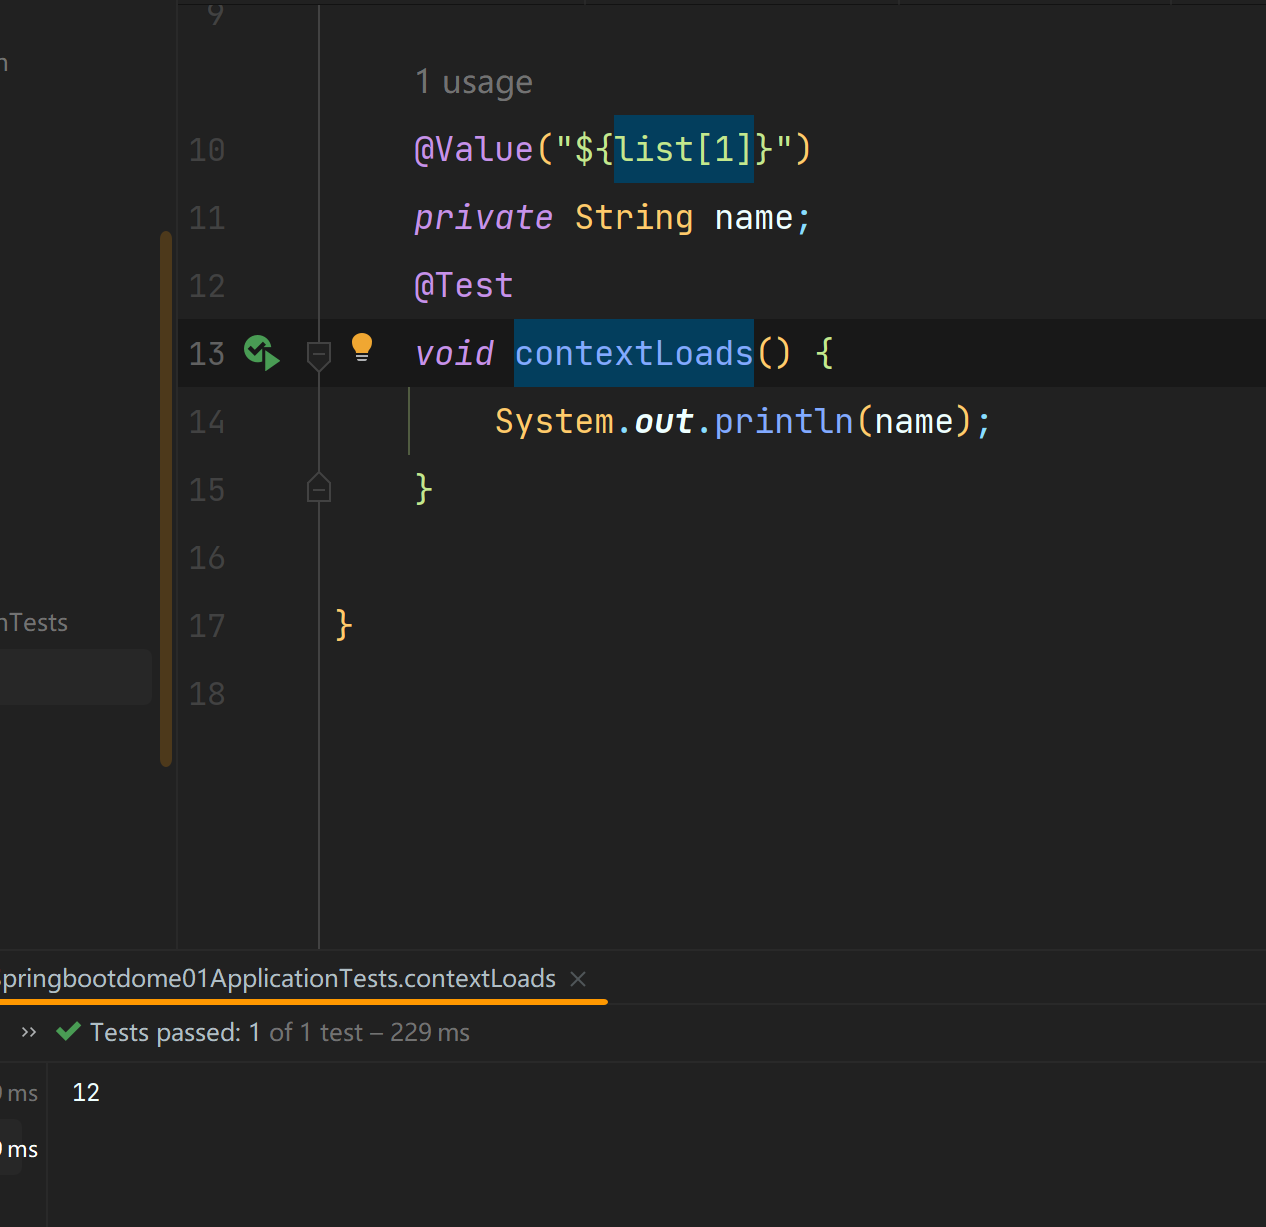 9
n
1 usage
10 @Value("${list[1]}")
11 private String name;
12 @Test
13 void contextLoads() {
14 System.out.println(name);
15 }
16
nTests
17 }
18
pringbootdome01ApplicationTests.contextLoads ×
>> Tests passed: 1 of 1 test – 229 ms
ms 12
ms